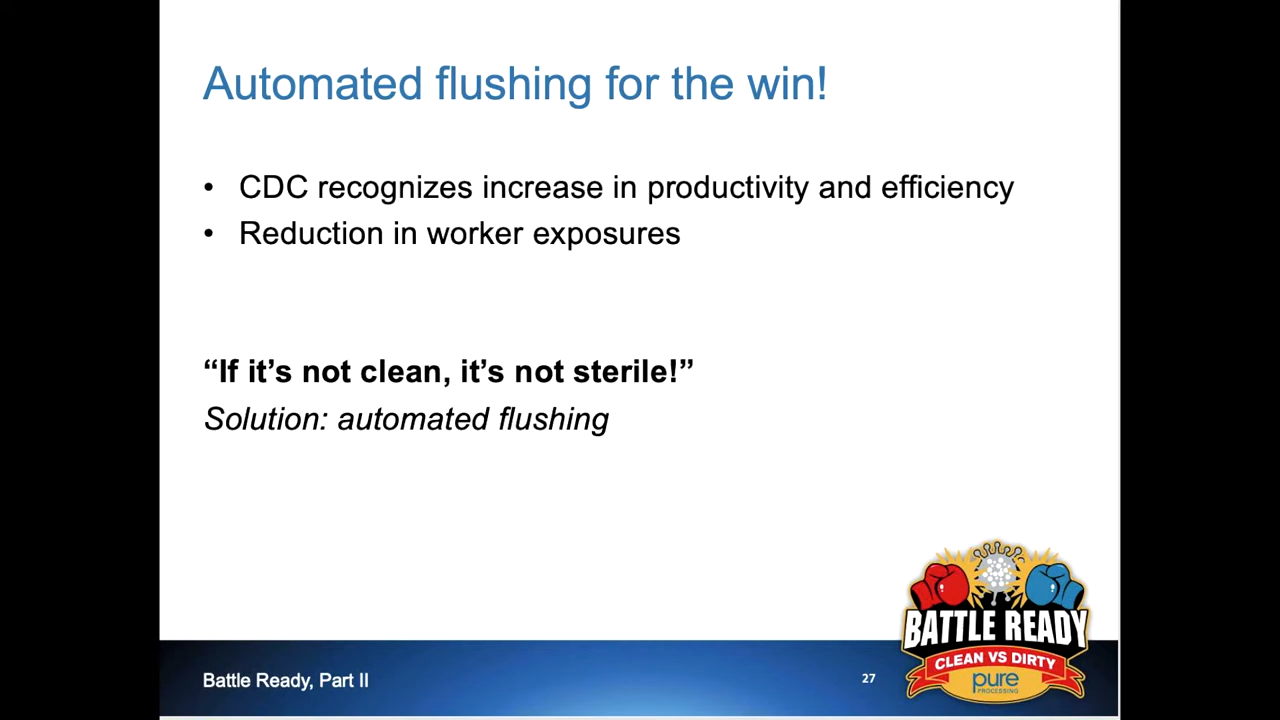 Automated flushing for the win!
• CDC recognizes increase in productivity and efficiency
• Reduction in worker exposures
“If it’s not clean, it’s not sterile!”
Solution: automated flushing
BATTLE READY
CLEAN VS DIRTY
pure
PROCESSING
Battle Ready, Part II
27